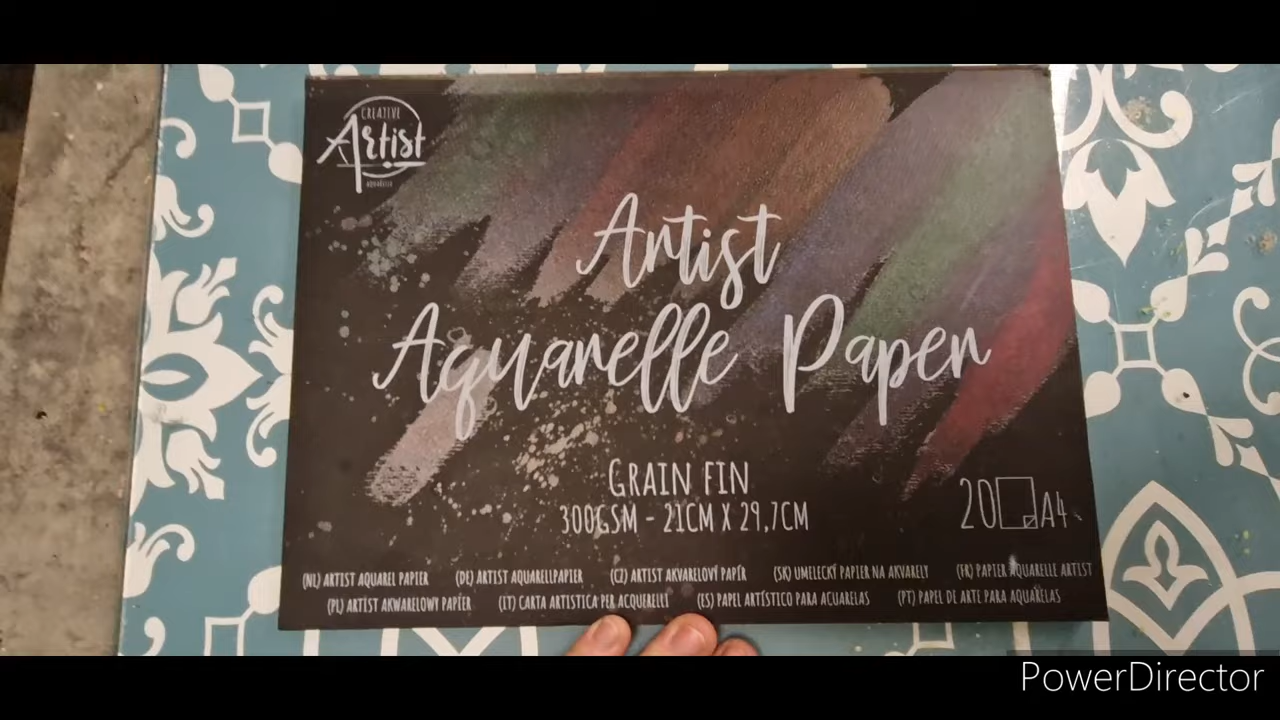 CREATIVE
Artist
AQUARELLE
Artist
Aquarelle Paper
GRAIN FIN
300GSM - 21CM X 29,7CM
20 A4
(NL) ARTIST AQUAREL PAPIER (DE) ARTIST AQUARELLPAPIER (CZ) ARTIST AKVARELOVÝ PAPÍR (SK) UMELECKÝ PAPIER NA AKVARELY (FR) PAPIER AQUARELLE ARTIST
(PL) ARTIST AKWARELOWY PAPIER (IT) CARTA ARTISTICA PER ACQUERELLI (ES) PAPEL ARTÍSTICO PARA ACUARELAS (PT) PAPEL DE ARTE PARA AQUARELAS
PowerDirector